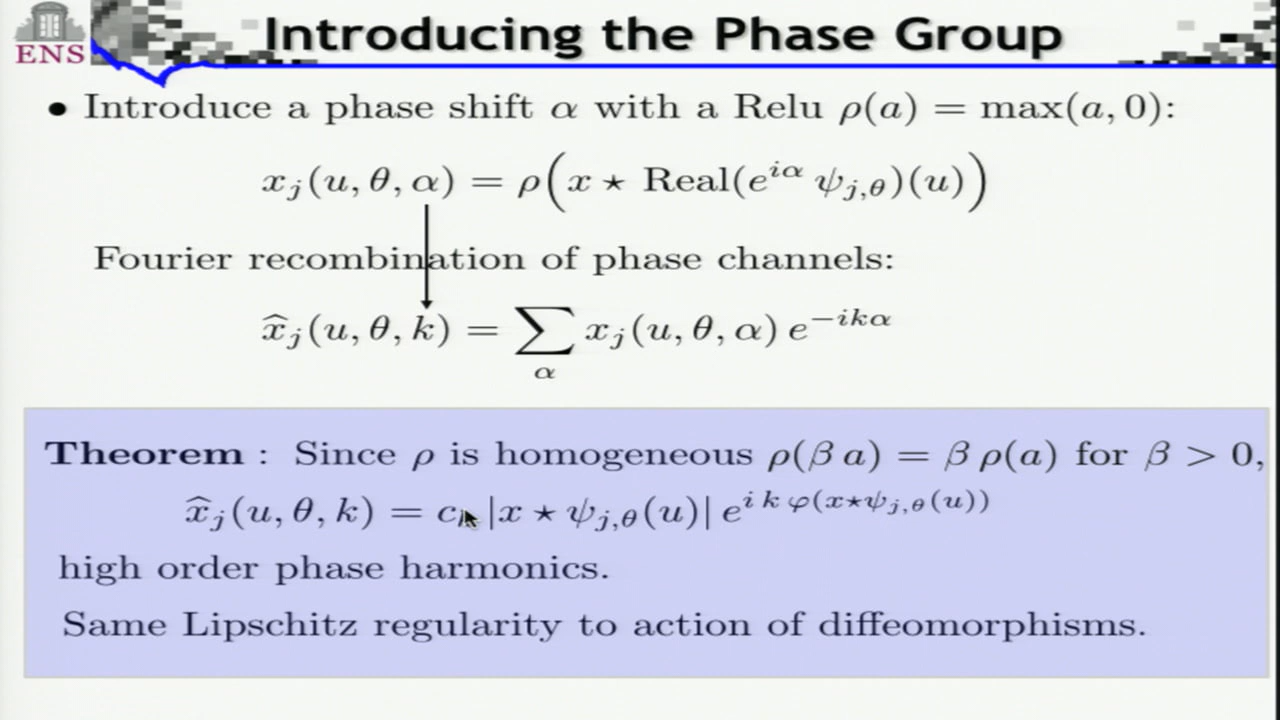 ENS
Introducing the Phase Group
• Introduce a phase shift α with a Relu ρ(a) = max(a, 0):
x_j(u, θ, α) = ρ(x ⋆ Real(e^{iα} ψ_{j,θ})(u))
Fourier recombination of phase channels:
x̂_j(u, θ, k) = ∑_α x_j(u, θ, α) e^{−ikα}
Theorem : Since ρ is homogeneous ρ(β a) = β ρ(a) for β > 0,
x̂_j(u, θ, k) = c |x ⋆ ψ_{j,θ}(u)| e^{i k φ(x⋆ψ_{j,θ}(u))}
high order phase harmonics.
Same Lipschitz regularity to action of diffeomorphisms.